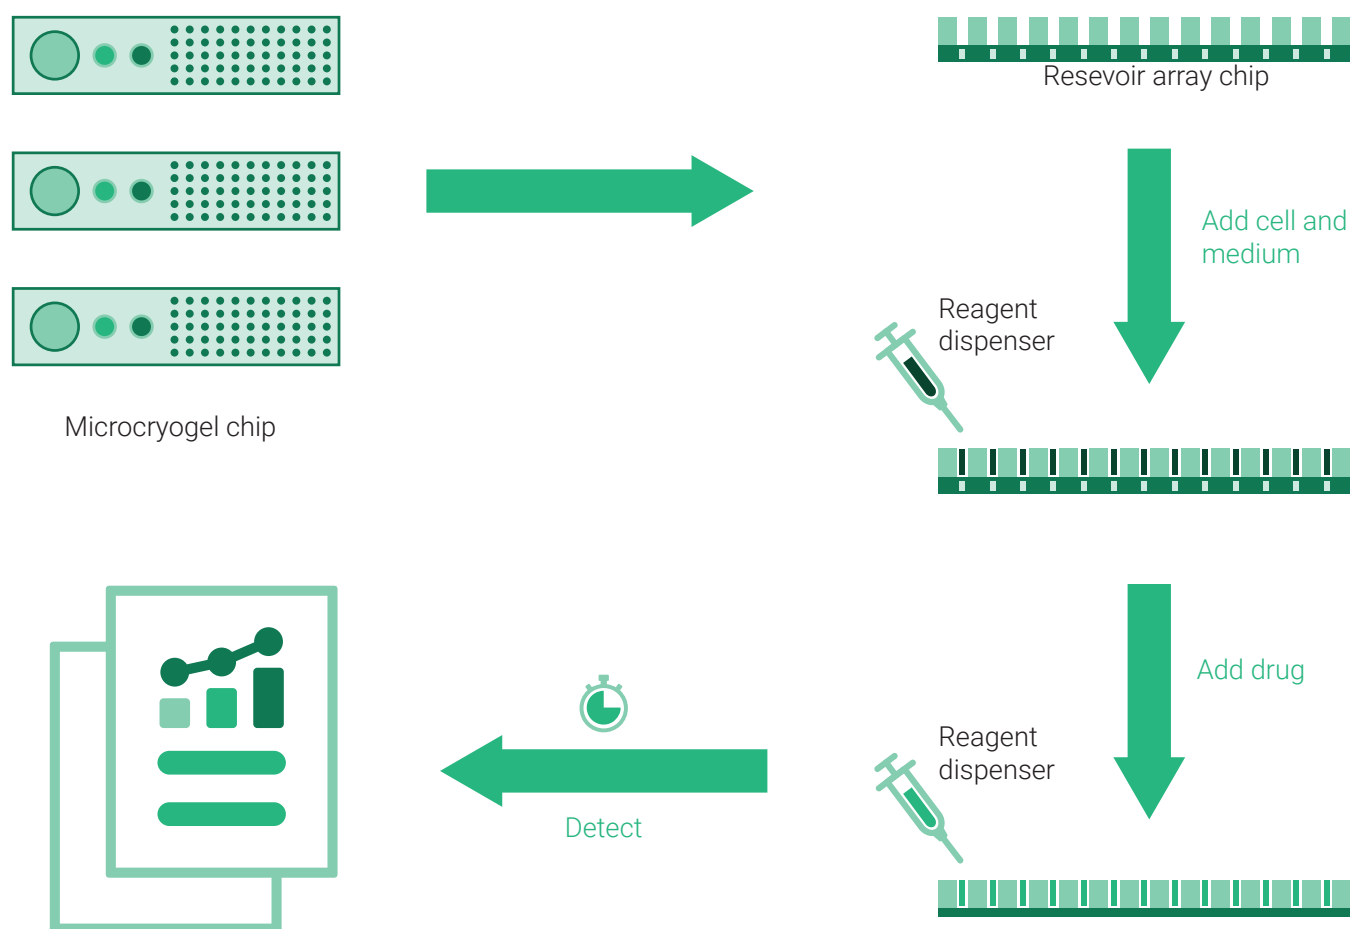 Resevoir array chip
Add cell and
medium
Reagent
dispenser
Microcryogel chip
Add drug
Reagent
dispenser
Detect